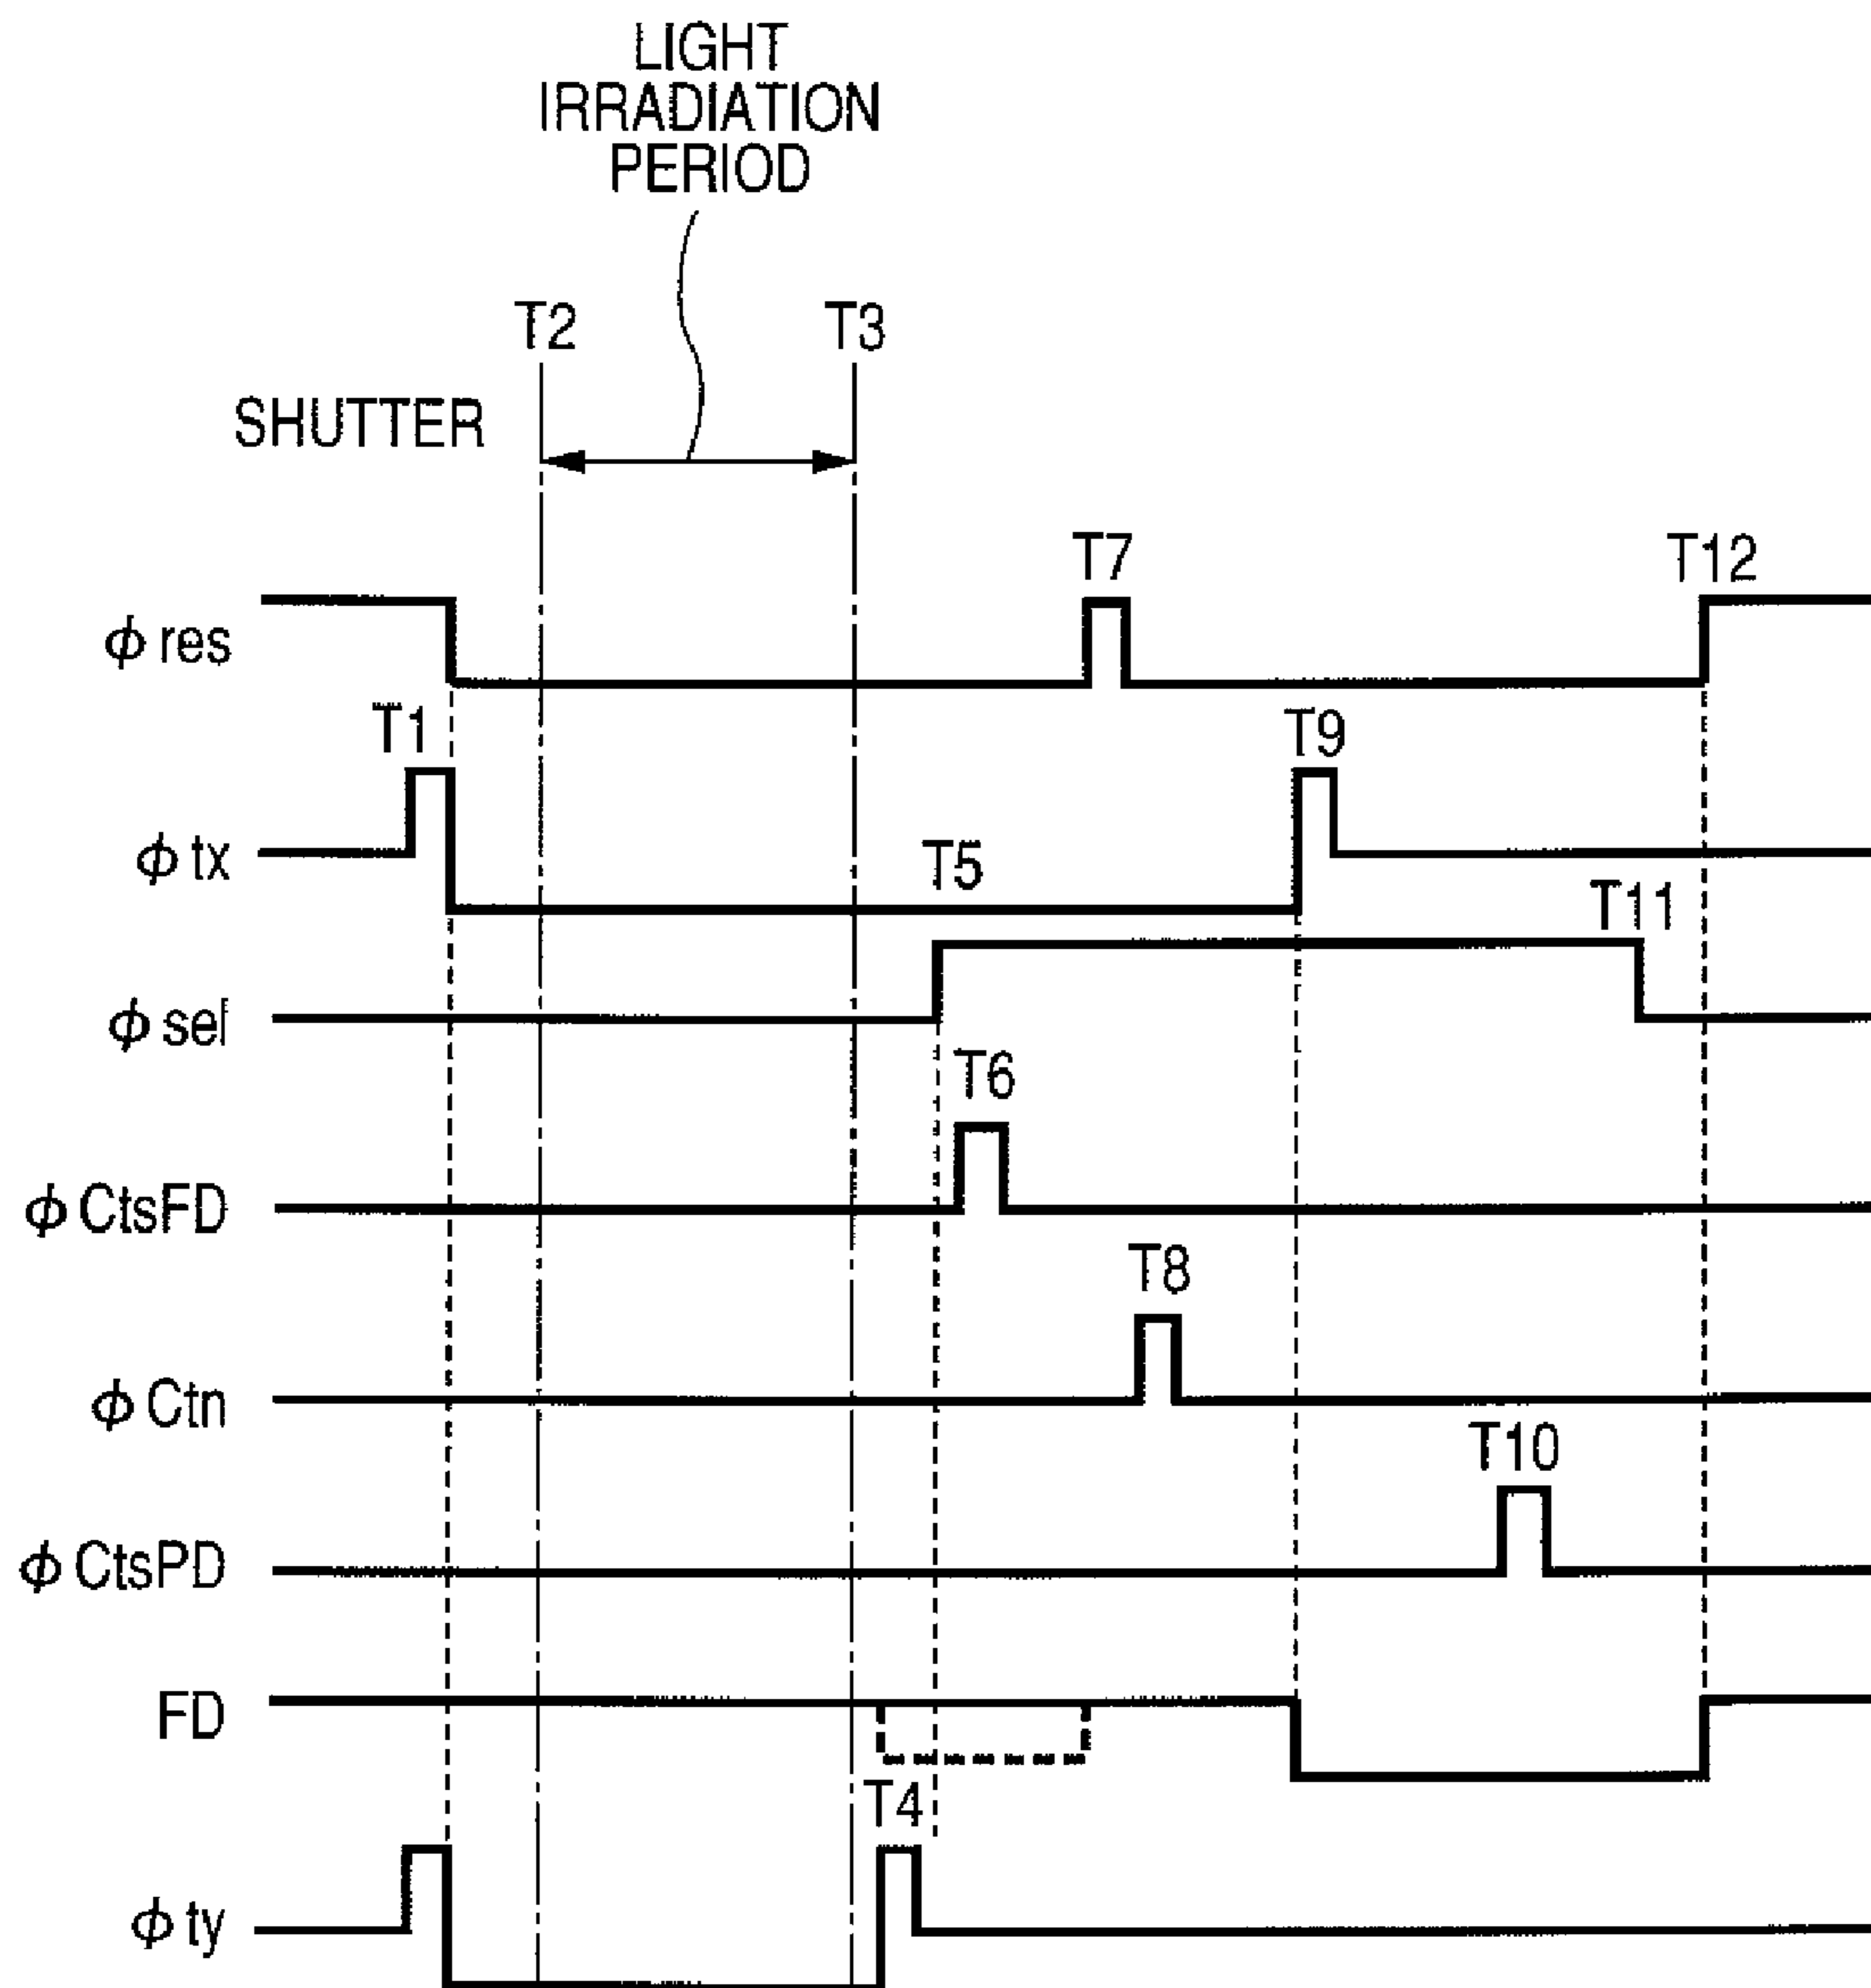 LIGHT
IRRADIATION
PERIOD
T2
T3
SHUTTER
T7
T12
φ res
T1
T9
φ tx
T5
T11
φ sel
T6
φ CtsFD
T8
φ Ctn
T10
φ CtsPD
FD
T4
φ ty